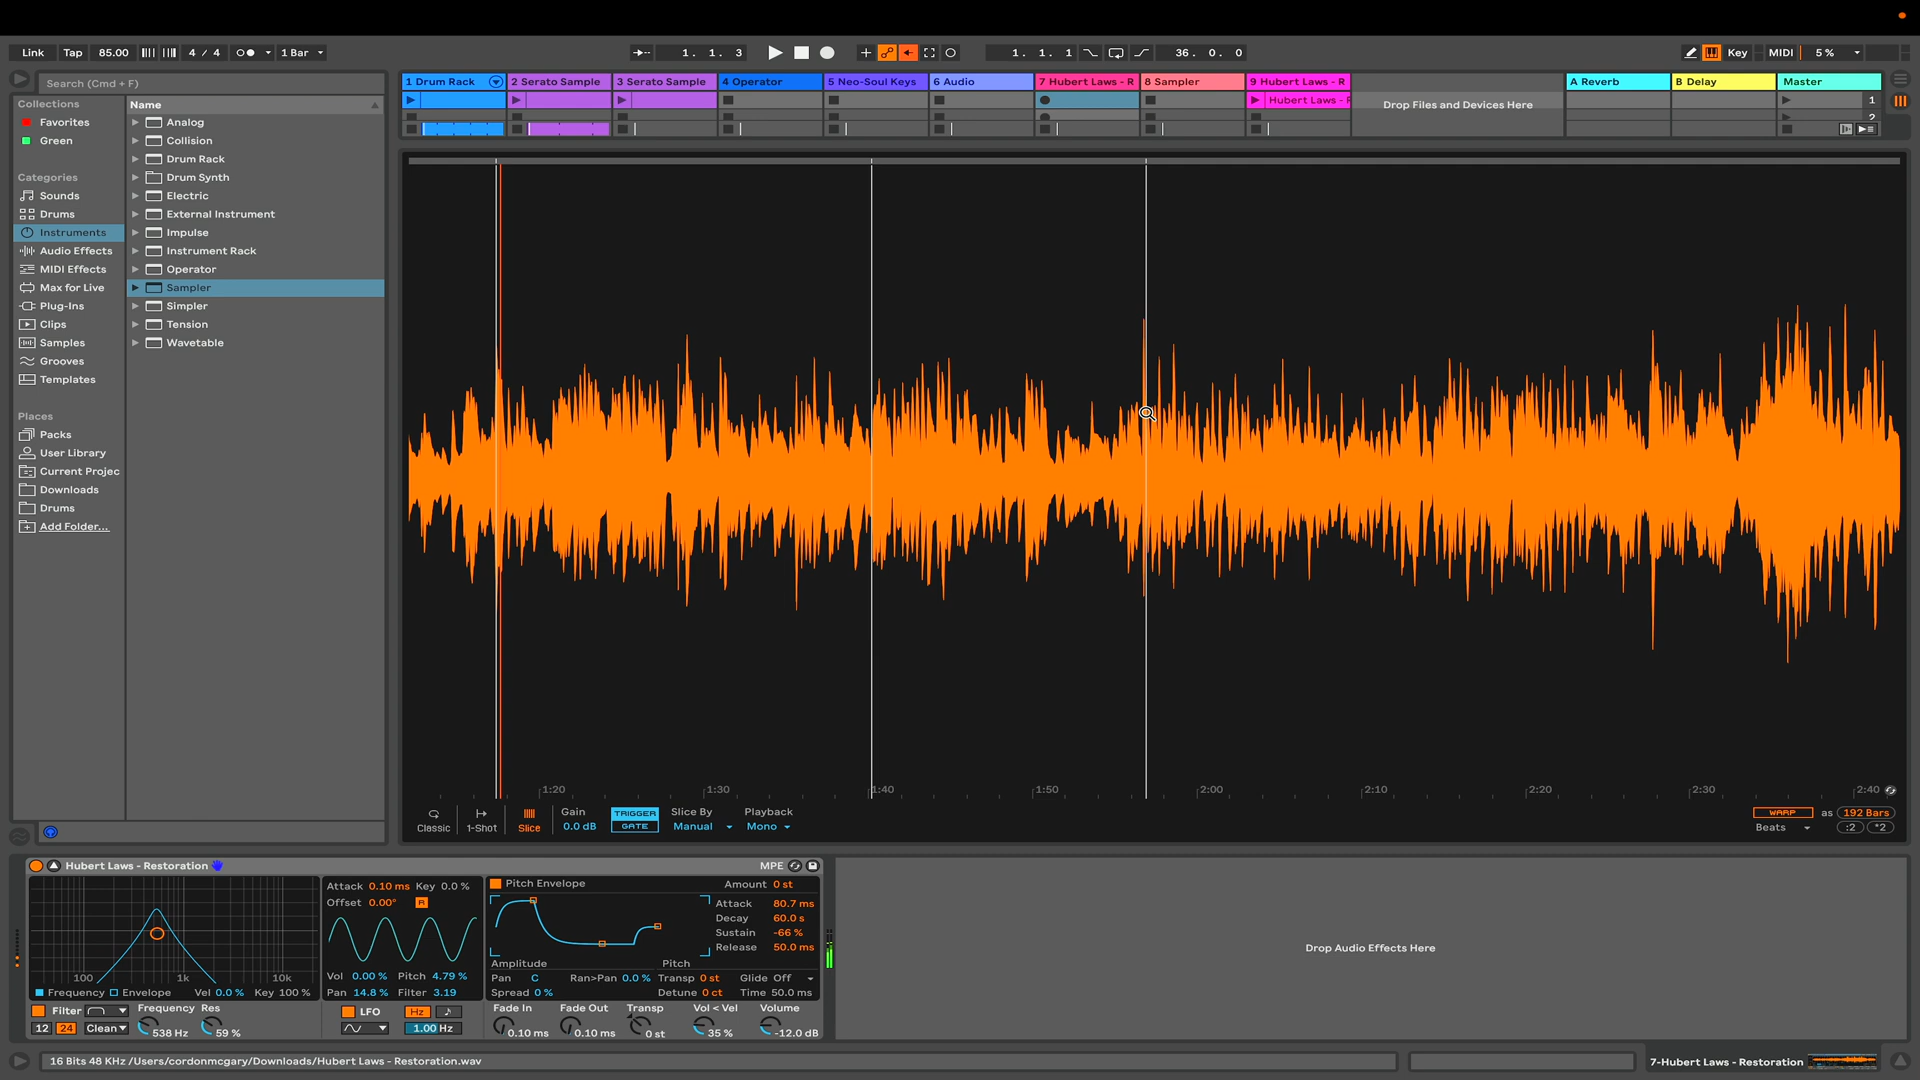 Link Tap 85.00 4 / 4 1 Bar 1. 1. 3 1. 1. 1 36. 0. 0 Key MIDI 5 %
Search (Cmd + F)
1 Drum Rack 2 Serato Sample 3 Serato Sample 4 Operator 5 Neo-Soul Keys 6 Audio 7 Hubert Laws - R 8 Sampler 9 Hubert Laws - R A Reverb B Delay Master
Hubert Laws - R Drop Files and Devices Here 1
2
Collections
Favorites
Green
Categories
Sounds
Drums
Instruments
Audio Effects
MIDI Effects
Max for Live
Plug-Ins
Clips
Samples
Grooves
Templates
Places
Packs
User Library
Current Projec
Downloads
Drums
Add Folder...
Name
Analog
Collision
Drum Rack
Drum Synth
Electric
External Instrument
Impulse
Instrument Rack
Operator
Sampler
Simpler
Tension
Wavetable
1:20 1:30 1:40 1:50 2:00 2:10 2:20 2:30 2:40
Classic 1-Shot Slice
Gain
0.0 dB
TRIGGER
GATE
Slice By
Manual
Playback
Mono
WARP as 192 Bars
Beats :2 *2
Hubert Laws - Restoration MPE
100 1k 10k
Frequency Envelope Vel 0.0 % Key 100 %
Filter Frequency Res
12 24 Clean 538 Hz 59 %
Attack 0.10 ms Key 0.0 %
Offset 0.00° R
Vol 0.00 % Pitch 4.79 %
Pan 14.8 % Filter 3.19
LFO Hz
1.00 Hz
Pitch Envelope Amount 0 st
Attack 80.7 ms
Decay 60.0 s
Sustain -66 %
Release 50.0 ms
Amplitude Pitch
Pan C Ran>Pan 0.0 % Transp 0 st Glide Off
Spread 0 % Detune 0 ct Time 50.0 ms
Fade In Fade Out Transp Vol < Vel Volume
0.10 ms 0.10 ms 0 st 35 % -12.0 dB
Drop Audio Effects Here
16 Bits 48 KHz /Users/cordonmcgary/Downloads/Hubert Laws - Restoration.wav
7-Hubert Laws - Restoration